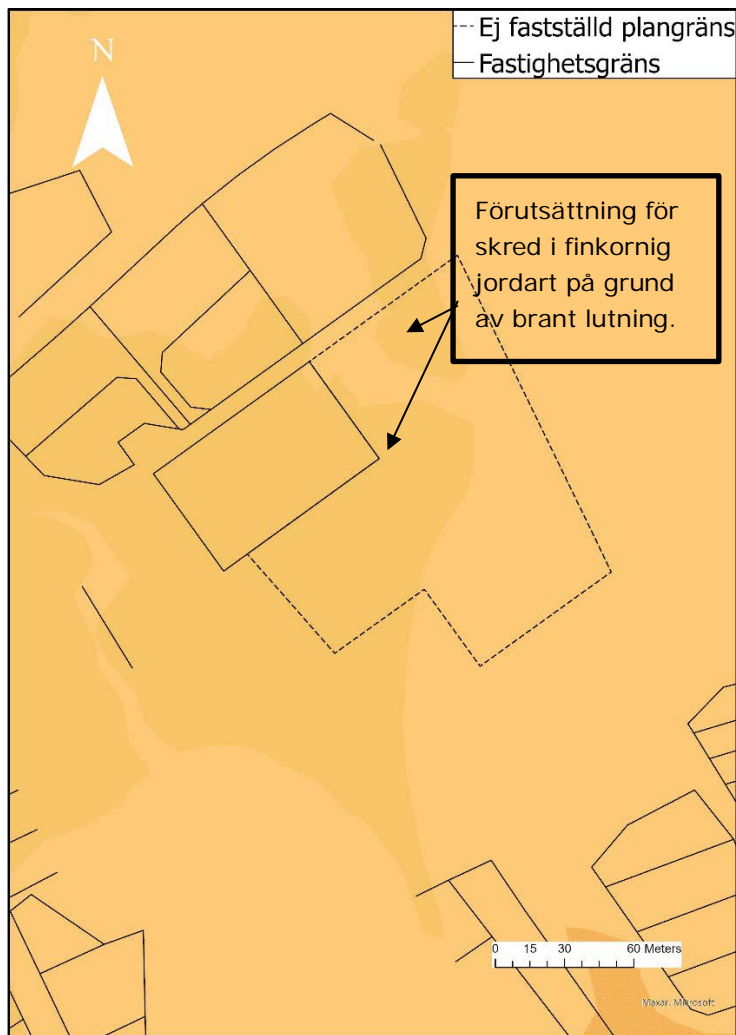 Ej fastställd plangräns
Fastighetsgräns
N
Förutsättning för
skred i finkornig
jordart på grund
av brant lutning.
0 15 30 60 Meters
Maxar, Microsoft